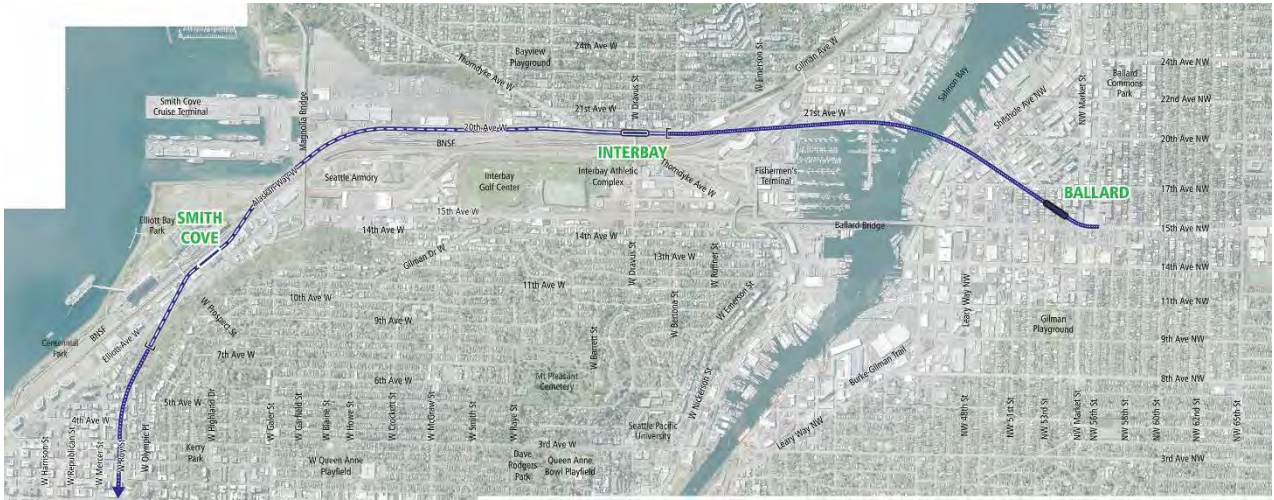 24th Ave W
Bayview
Playground
Thorndyke Ave W
W Dravus St
W Emerson St
Gilman Ave W
Salmon Bay
Shilshole Ave NW
NW Market St
24th Ave NW
Ballard
Commons
Park
22nd Ave NW
Smith Cove
Cruise Terminal
Magnolia Bridge
21st Ave W
21st Ave W
20th Ave W
20th Ave NW
BNSF
INTERBAY
Alaskan Way W
Seattle Armory
Interbay
Golf Center
Interbay Athletic
Complex
Thorndyke Ave W
Fishermen's
Terminal
17th Ave NW
BALLARD
SMITH
COVE
Elliott Bay
Park
15th Ave W
14th Ave W
14th Ave W
Ballard Bridge
15th Ave NW
Gilman Dr W
W Dravus St
13th Ave W
W Ruffner St
14th Ave NW
10th Ave W
11th Ave W
W Bertona St
W Emerson St
Leary Way NW
11th Ave NW
W Prospect St
9th Ave W
Gilman
Playground
9th Ave NW
BNSF
Elliott Ave W
Centennial
Park
7th Ave W
W Barrett St
Burke Gilman Trail
6th Ave W
Mt Pleasant
Cemetery
W Nickerson St
8th Ave NW
5th Ave W
W Highland Dr
W Galer St
W Garfield St
W Blaine St
W Howe St
W Crockett St
W McGraw St
W Smith St
W Raye St
4th Ave W
W Harrison St
W Republican St
W Mercer St
W Roy St
W Olympic Pl
Kerry
Park
W Queen Anne
Playfield
3rd Ave W
Dave
Rodgers
Park
Queen Anne
Bowl Playfield
Seattle Pacific
University
Leary Way NW
NW 48th St
NW 51st St
NW 53rd St
NW Market St
NW 56th St
NW 58th St
NW 60th St
NW 62nd St
NW 65th St
3rd Ave NW